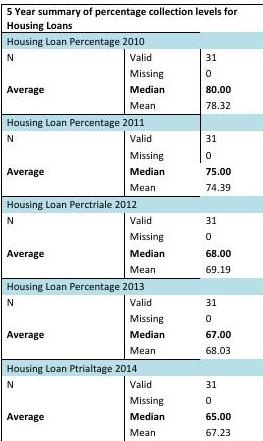 5 Year summary of percentage collection levels for
Housing Loans
Housing Loan Percentage 2010
N Valid 31
Missing 0
Average Median 80.00
Mean 78.32
Housing Loan Percentage 2011
N Valid 31
Missing 0
Average Median 75.00
Mean 74.39
Housing Loan Perctriale 2012
N Valid 31
Missing 0
Average Median 68.00
Mean 69.19
Housing Loan Percentage 2013
N Valid 31
Missing 0
Average Median 67.00
Mean 68.03
Housing Loan Ptrialtage 2014
N Valid 31
Missing 0
Average Median 65.00
Mean 67.23